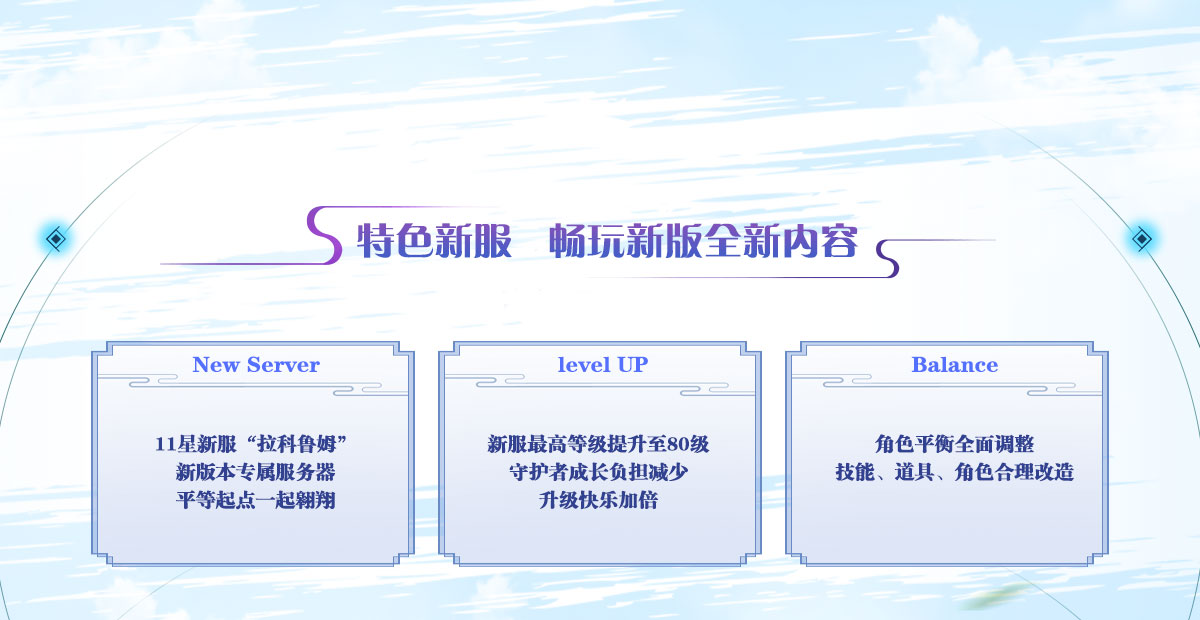 特色新服 畅玩新版全新内容
New Server
11星新服“拉科鲁姆”
新版本专属服务器
平等起点一起翱翔
level UP
新服最高等级提升至80级
守护者成长负担减少
升级快乐加倍
Balance
角色平衡全面调整
技能、道具、角色合理改造